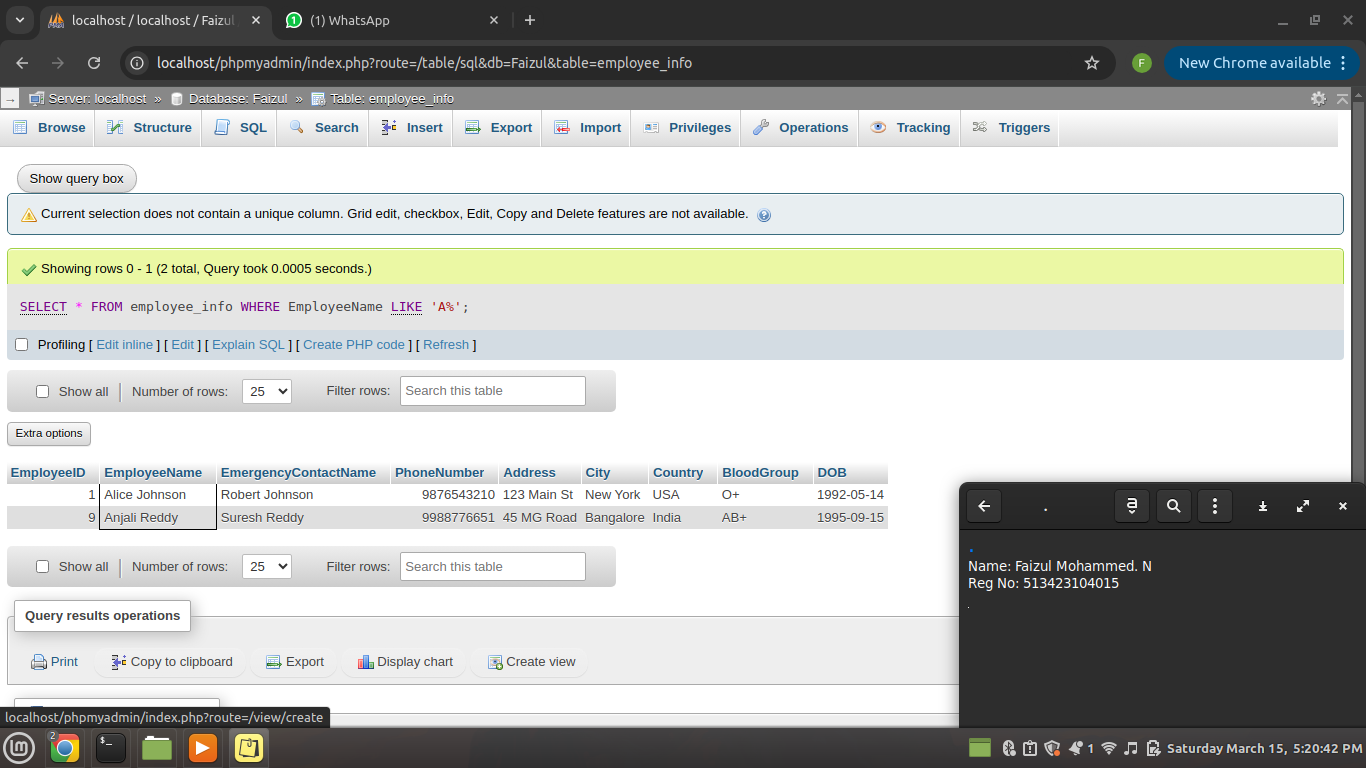 localhost / localhost / Faizul
(1) WhatsApp
localhost/phpmyadmin/index.php?route=/table/sql&db=Faizul&table=employee_info
F
New Chrome available
Server: localhost » Database: Faizul » Table: employee_info
Browse Structure SQL Search Insert Export Import Privileges Operations Tracking Triggers
Show query box
Current selection does not contain a unique column. Grid edit, checkbox, Edit, Copy and Delete features are not available.
Showing rows 0 - 1 (2 total, Query took 0.0005 seconds.)
SELECT * FROM employee_info WHERE EmployeeName LIKE 'A%';
Profiling [ Edit inline ] [ Edit ] [ Explain SQL ] [ Create PHP code ] [ Refresh ]
Show all Number of rows: 25 Filter rows: Search this table
Extra options
EmployeeID EmployeeName EmergencyContactName PhoneNumber Address City Country BloodGroup DOB
1 Alice Johnson Robert Johnson 9876543210 123 Main St New York USA O+ 1992-05-14
9 Anjali Reddy Suresh Reddy 9988776651 45 MG Road Bangalore India AB+ 1995-09-15
Show all Number of rows: 25 Filter rows: Search this table
Query results operations
Print Copy to clipboard Export Display chart Create view
localhost/phpmyadmin/index.php?route=/view/create
.
.
Name: Faizul Mohammed. N
Reg No: 513423104015
.
2
1
Saturday March 15, 5:20:42 PM